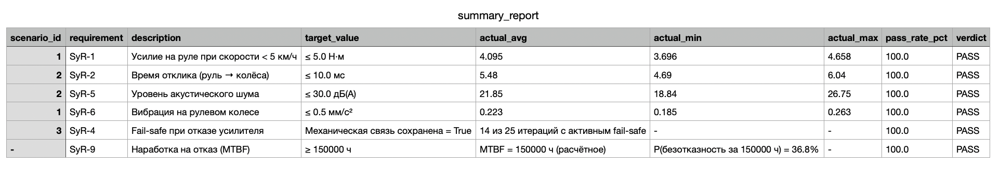 summary_report
scenario_id requirement description target_value actual_avg actual_min actual_max pass_rate_pct verdict
1 SyR-1 Усилие на руле при скорости < 5 км/ч ≤ 5.0 Н·м 4.095 3.696 4.658 100.0 PASS
2 SyR-2 Время отклика (руль → колёса) ≤ 10.0 мс 5.48 4.69 6.04 100.0 PASS
2 SyR-5 Уровень акустического шума ≤ 30.0 дБ(А) 21.85 18.84 26.75 100.0 PASS
1 SyR-6 Вибрация на рулевом колесе ≤ 0.5 мм/с² 0.223 0.185 0.263 100.0 PASS
3 SyR-4 Fail-safe при отказе усилителя Механическая связь сохранена = True 14 из 25 итераций с активным fail-safe - - 100.0 PASS
- SyR-9 Наработка на отказ (MTBF) ≥ 150000 ч MTBF = 150000 ч (расчётное) P(безотказность за 150000 ч) = 36.8% - 100.0 PASS